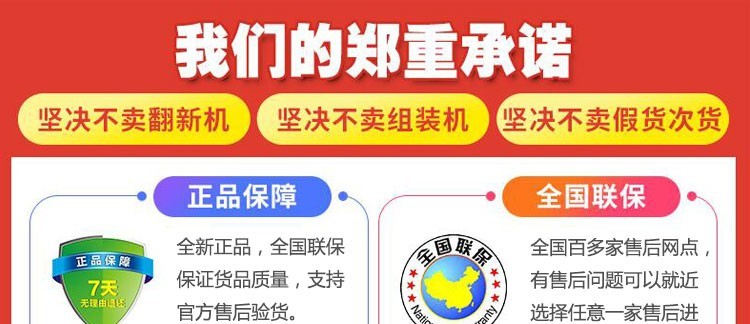 我们的郑重承诺
坚决不卖翻新机
坚决不卖组装机
坚决不卖假货次货
正品保障
全国联保
正品保障
7天
无理由退还
全新正品，全国联保
保证货品质量，支持
官方售后验货。
全国联保
全国百多家售后网点，
有售后问题可以就近
选择任意一家售后进